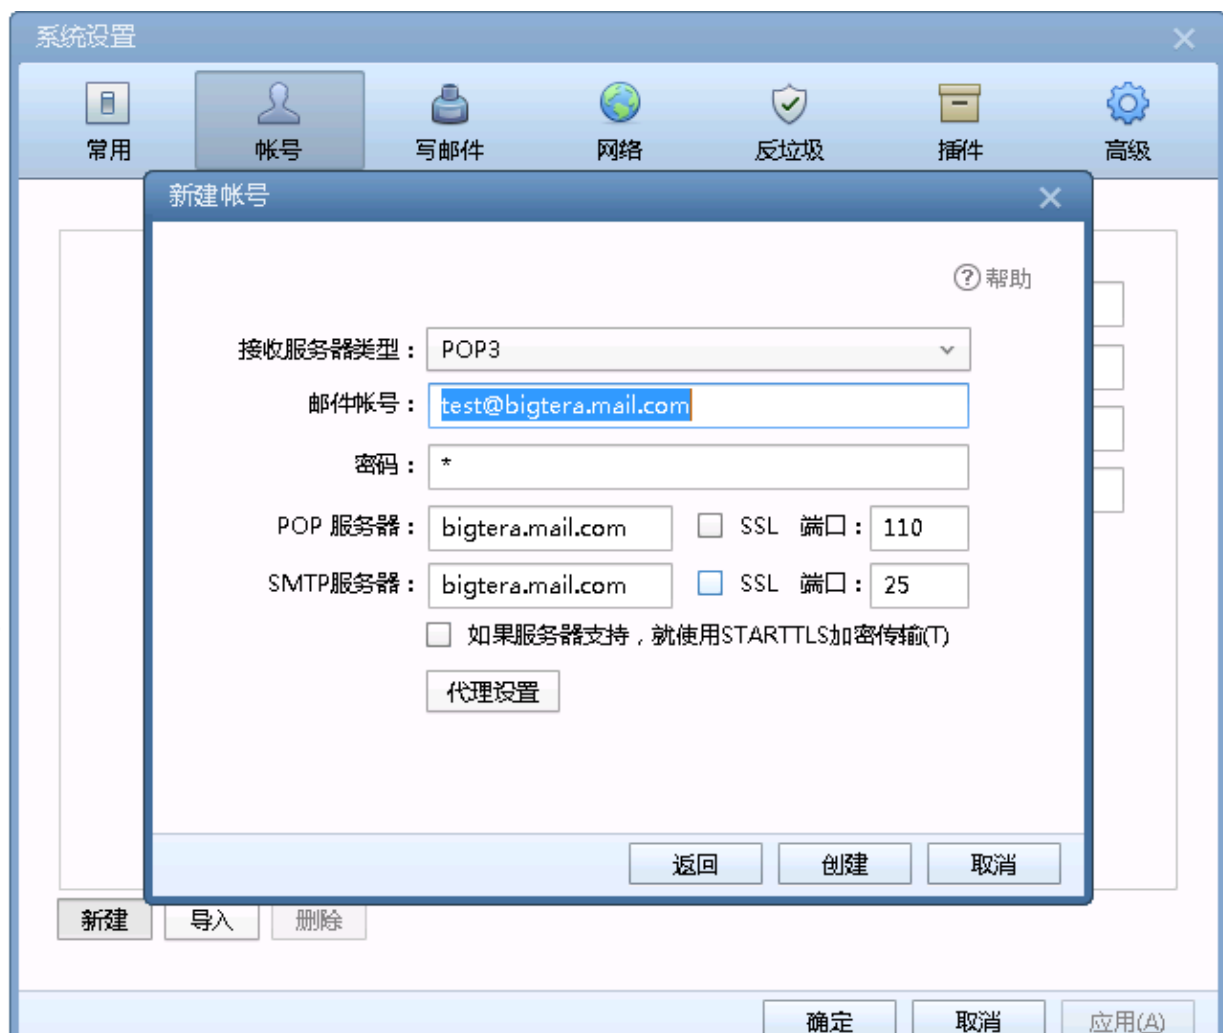 系统设置
常用 帐号 写邮件 网络 反垃圾 插件 高级
新建帐号
? 帮助
接收服务器类型： POP3
邮件帐号： test@bigtera.mail.com
密码： *
POP 服务器： bigtera.mail.com SSL 端口： 110
SMTP服务器： bigtera.mail.com SSL 端口： 25
如果服务器支持，就使用STARTTLS加密传输(T)
代理设置
返回 创建 取消
新建 导入 删除
确定 取消 应用(A)